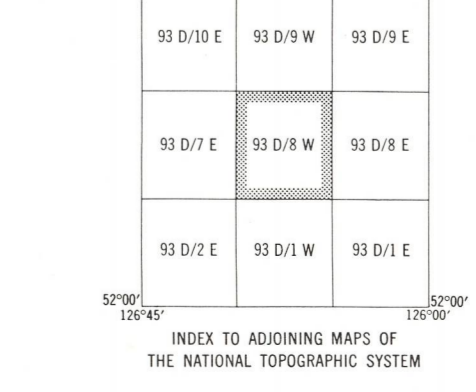 93 D/10 E 93 D/9 W 93 D/9 E
93 D/7 E 93 D/8 W 93 D/8 E
93 D/2 E 93 D/1 W 93 D/1 E
52°00′ 52°00′
126°45′ 126°00′
INDEX TO ADJOINING MAPS OF
THE NATIONAL TOPOGRAPHIC SYSTEM